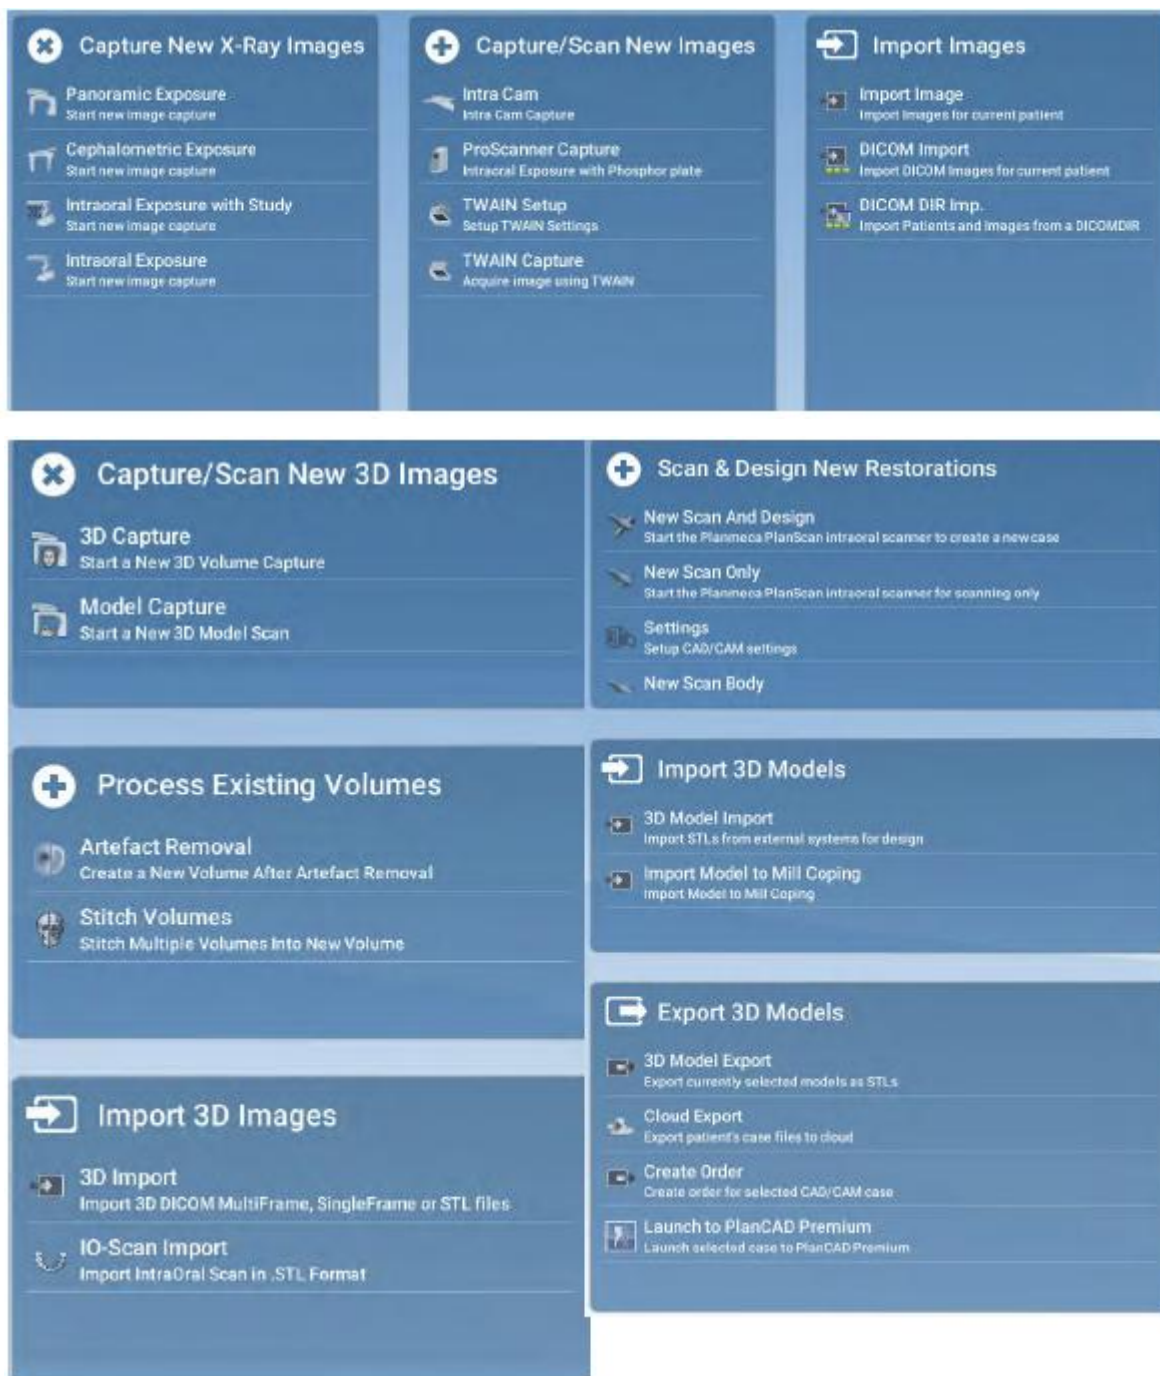 Capture New X-Ray Images
Panoramic Exposure
Start new image capture
Cephalometric Exposure
Start new image capture
Intraoral Exposure with Study
Start new image capture
Intraoral Exposure
Start new image capture
Capture/Scan New Images
Intra Cam
Intra Cam Capture
ProScanner Capture
Intraoral Exposure with Phosphor plate
TWAIN Setup
Setup TWAIN Settings
TWAIN Capture
Acquire image using TWAIN
Import Images
Import Image
Import Images for current patient
DICOM Import
Import DICOM Images for current patient
DICOM DIR Imp.
Import Patients and Images from a DICOMDIR
Capture/Scan New 3D Images
3D Capture
Start a New 3D Volume Capture
Model Capture
Start a New 3D Model Scan
Process Existing Volumes
Artefact Removal
Create a New Volume After Artefact Removal
Stitch Volumes
Stitch Multiple Volumes Into New Volume
Import 3D Images
3D Import
Import 3D DICOM MultiFrame, SingleFrame or STL files
IO-Scan Import
Import IntraOral Scan in .STL Format
Scan & Design New Restorations
New Scan And Design
Start the Planmeca PlanScan intraoral scanner to create a new case
New Scan Only
Start the Planmeca PlanScan intraoral scanner for scanning only
Settings
Setup CAD/CAM settings
New Scan Body
Import 3D Models
3D Model Import
Import STLs from external systems for design
Import Model to Mill Coping
Import Model to Mill Coping
Export 3D Models
3D Model Export
Export currently selected models as STLs
Cloud Export
Export patient's case files to cloud
Create Order
Create order for selected CAD/CAM case
Launch to PlanCAD Premium
Launch selected case to PlanCAD Premium